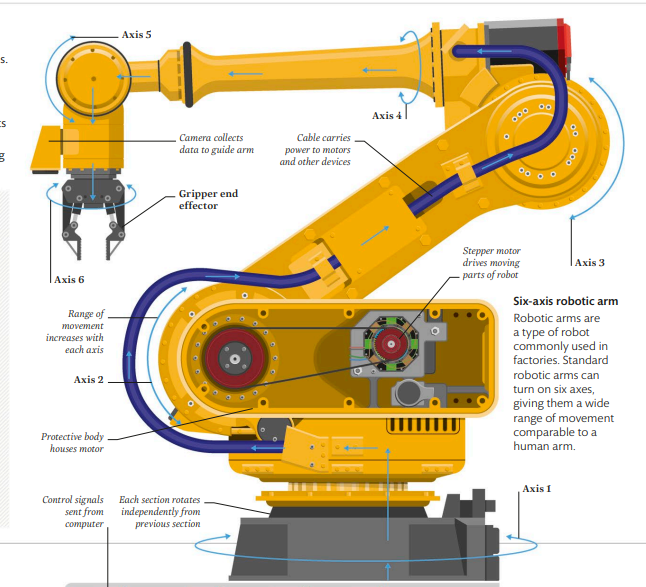 Axis 5
s.
ts
g
Camera collects
data to guide arm
Cable carries
power to motors
and other devices
Axis 4
Gripper end
effector
Axis 6
Axis 3
Stepper motor
drives moving
parts of robot
Range of
movement
increases with
each axis
Axis 2
Six-axis robotic arm
Robotic arms are
a type of robot
commonly used in
factories. Standard
robotic arms can
turn on six axes,
giving them a wide
range of movement
comparable to a
human arm.
Protective body
houses motor
Control signals
sent from
computer
Each section rotates
independently from
previous section
Axis 1